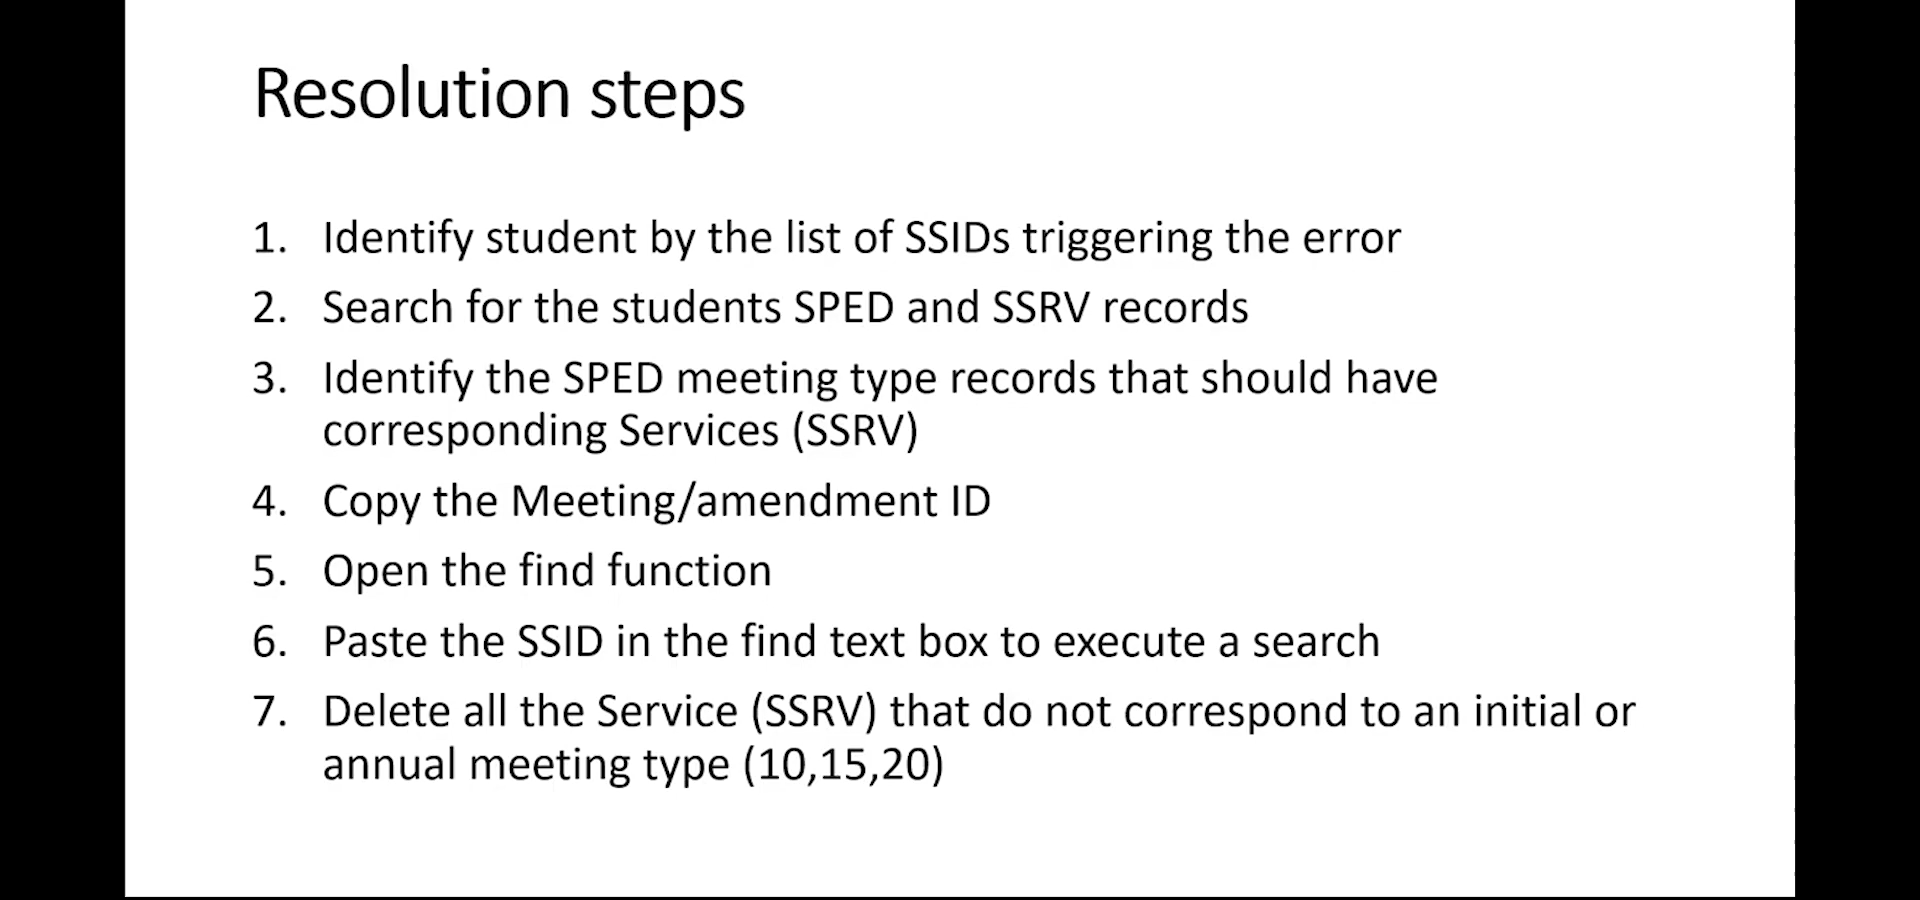 Resolution steps
1. Identify student by the list of SSIDs triggering the error
2. Search for the students SPED and SSRV records
3. Identify the SPED meeting type records that should have
corresponding Services (SSRV)
4. Copy the Meeting/amendment ID
5. Open the find function
6. Paste the SSID in the find text box to execute a search
7. Delete all the Service (SSRV) that do not correspond to an initial or
annual meeting type (10,15,20)